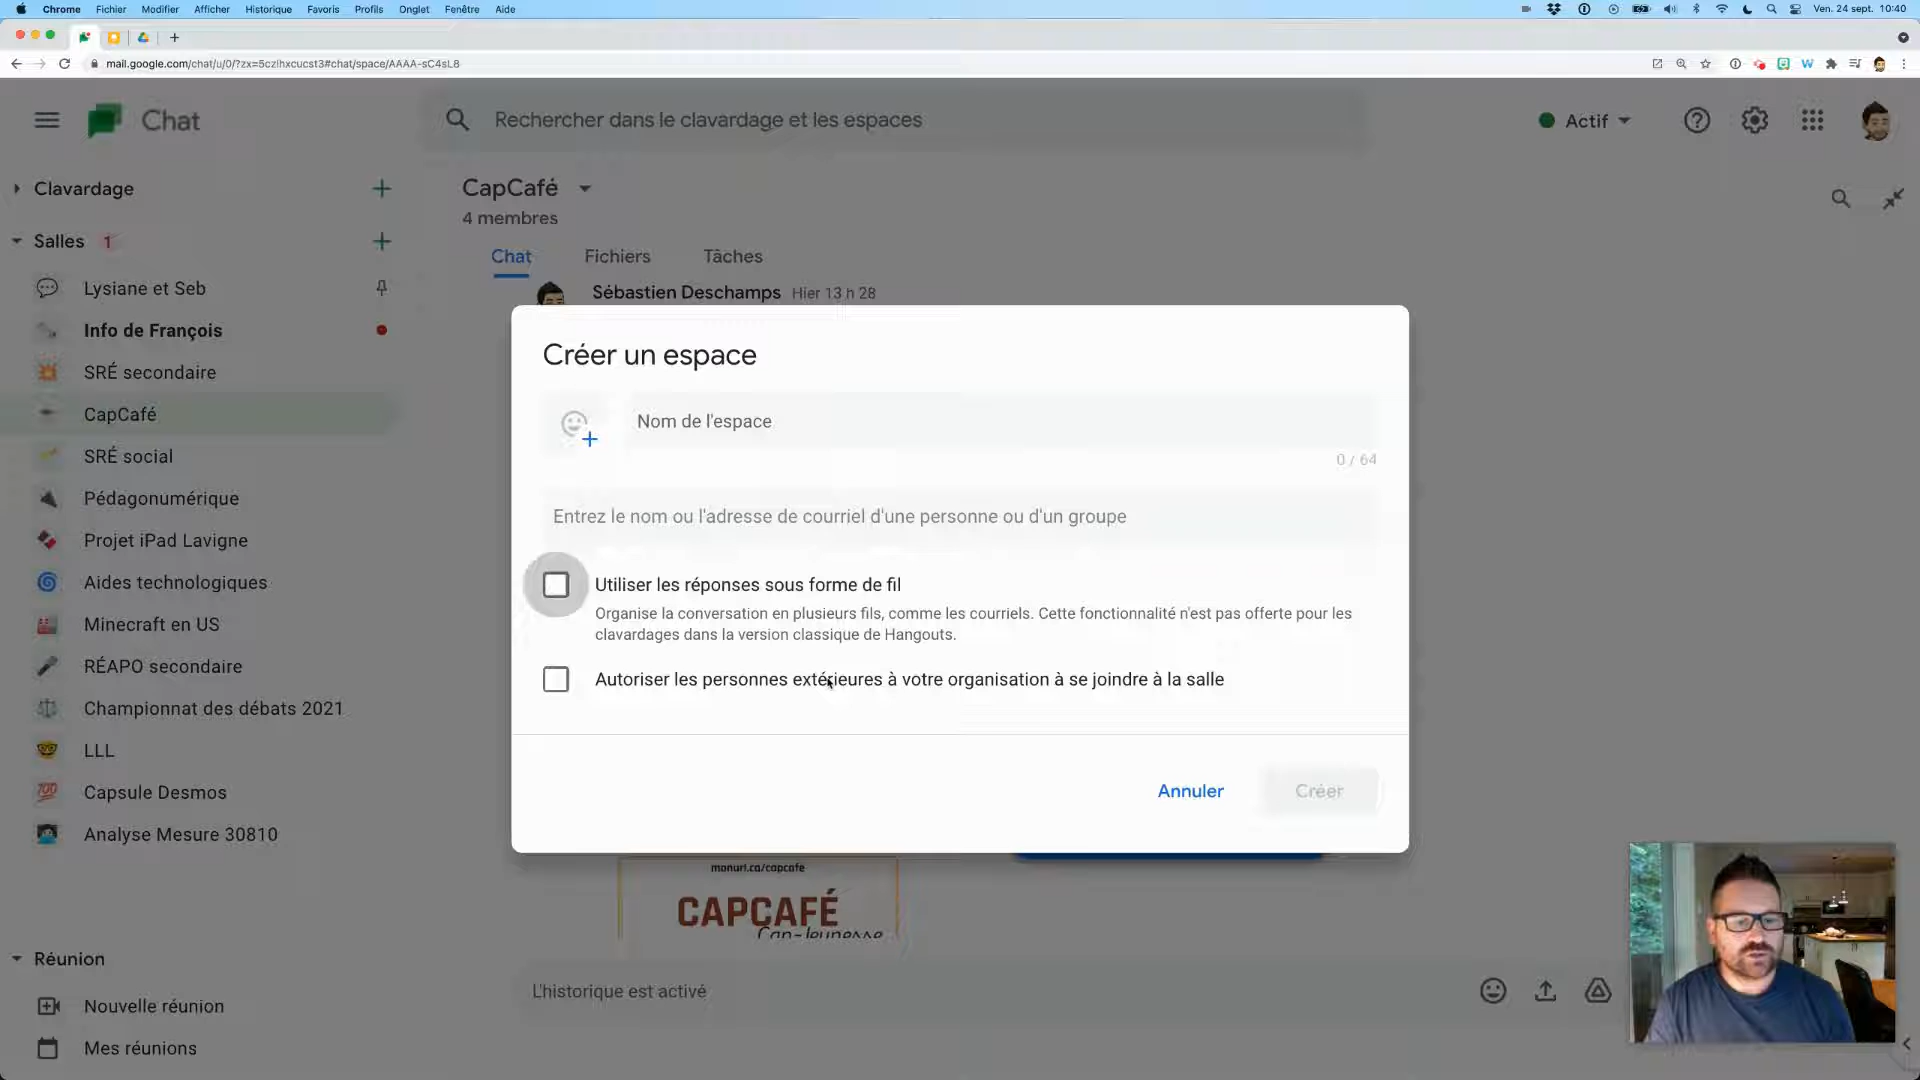 Chrome Fichier Modifier Afficher Historique Favoris Profils Onglet Fenêtre Aide Ven. 24 sept. 10:40
mail.google.com/chat/u/0/?zx=5czlhxcucst3#chat/space/AAAA-sC4sL8
Chat
Rechercher dans le clavardage et les espaces
Actif
Clavardage
Salles 1
Lysiane et Seb
Info de François
SRÉ secondaire
CapCafé
SRÉ social
Pédagonumérique
Projet iPad Lavigne
Aides technologiques
Minecraft en US
RÉAPO secondaire
Championnat des débats 2021
LLL
Capsule Desmos
Analyse Mesure 30810
Réunion
Nouvelle réunion
Mes réunions
CapCafé
4 membres
Chat Fichiers Tâches
Sébastien Deschamps Hier 13 h 28
Créer un espace
Nom de l'espace
0 / 64
Entrez le nom ou l'adresse de courriel d'une personne ou d'un groupe
Utiliser les réponses sous forme de fil
Organise la conversation en plusieurs fils, comme les courriels. Cette fonctionnalité n'est pas offerte pour les
clavardages dans la version classique de Hangouts.
Autoriser les personnes extérieures à votre organisation à se joindre à la salle
Annuler Créer
monurl.ca/capcafe
CAPCAFÉ
Cap-Jeunesse
L'historique est activé